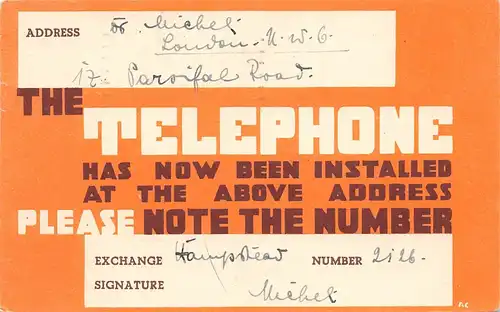 ADDRESS Dr Michel
London. N.W.6
17. Parsifal Road.
THE
TELEPHONE
HAS NOW BEEN INSTALLED
AT THE ABOVE ADDRESS
PLEASE NOTE THE NUMBER
EXCHANGE Hampstead NUMBER 2126.
SIGNATURE Michel